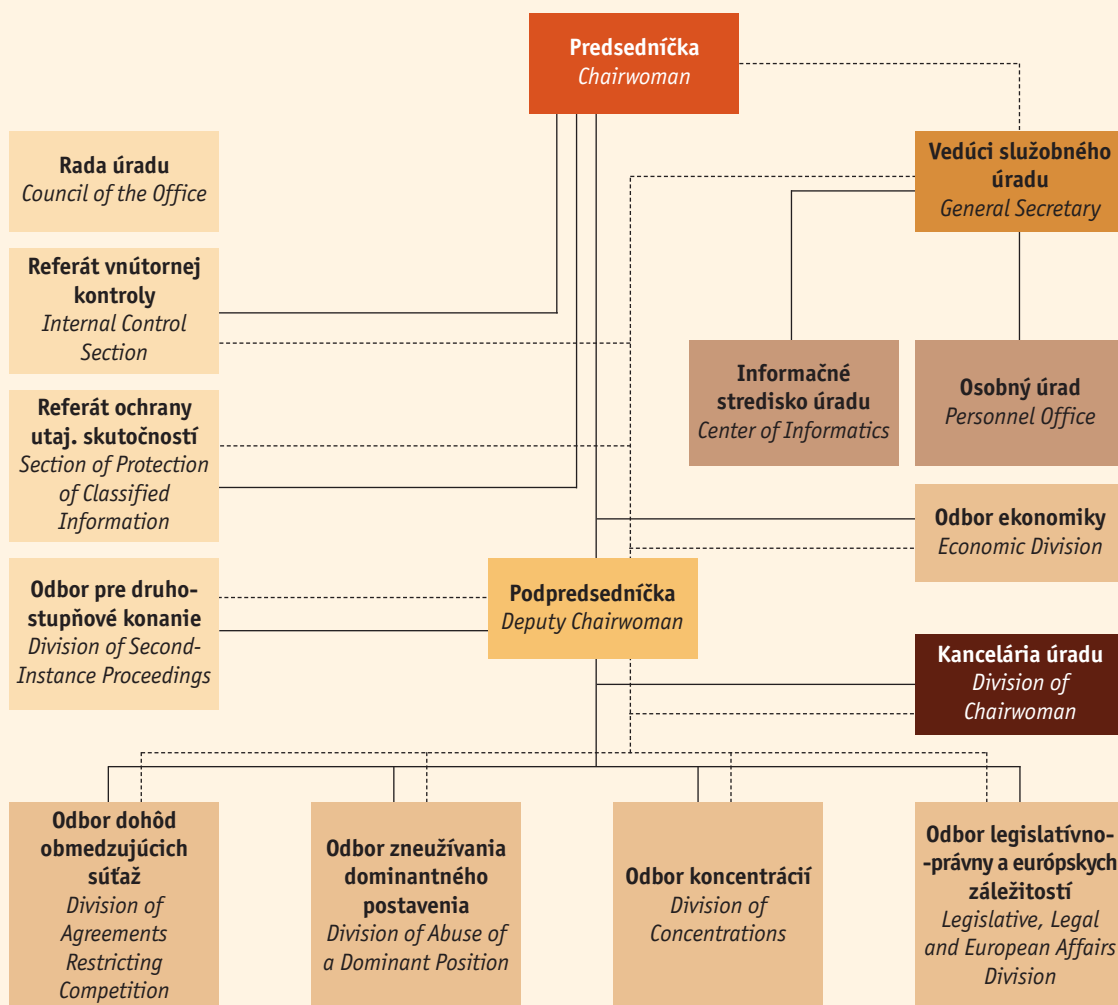 Predsedníčka
Chairwoman
Rada úradu
Council of the Office
Vedúci služobného
úradu
General Secretary
Referát vnútornej
kontroly
Internal Control
Section
Informačné
stredisko úradu
Center of Informatics
Osobný úrad
Personnel Office
Referát ochrany
utaj. skutočností
Section of Protection
of Classified
Information
Odbor ekonomiky
Economic Division
Odbor pre druho-
stupňové konanie
Division of Second-
Instance Proceedings
Podpredsedníčka
Deputy Chairwoman
Kancelária úradu
Division of
Chairwoman
Odbor dohôd
obmedzujúcich
súťaž
Division of
Agreements
Restricting
Competition
Odbor zneužívania
dominantného
postavenia
Division of Abuse of
a Dominant Position
Odbor koncentrácií
Division of
Concentrations
Odbor legislatívno-
-právny a európskych
záležitostí
Legislative, Legal
and European Affairs
Division